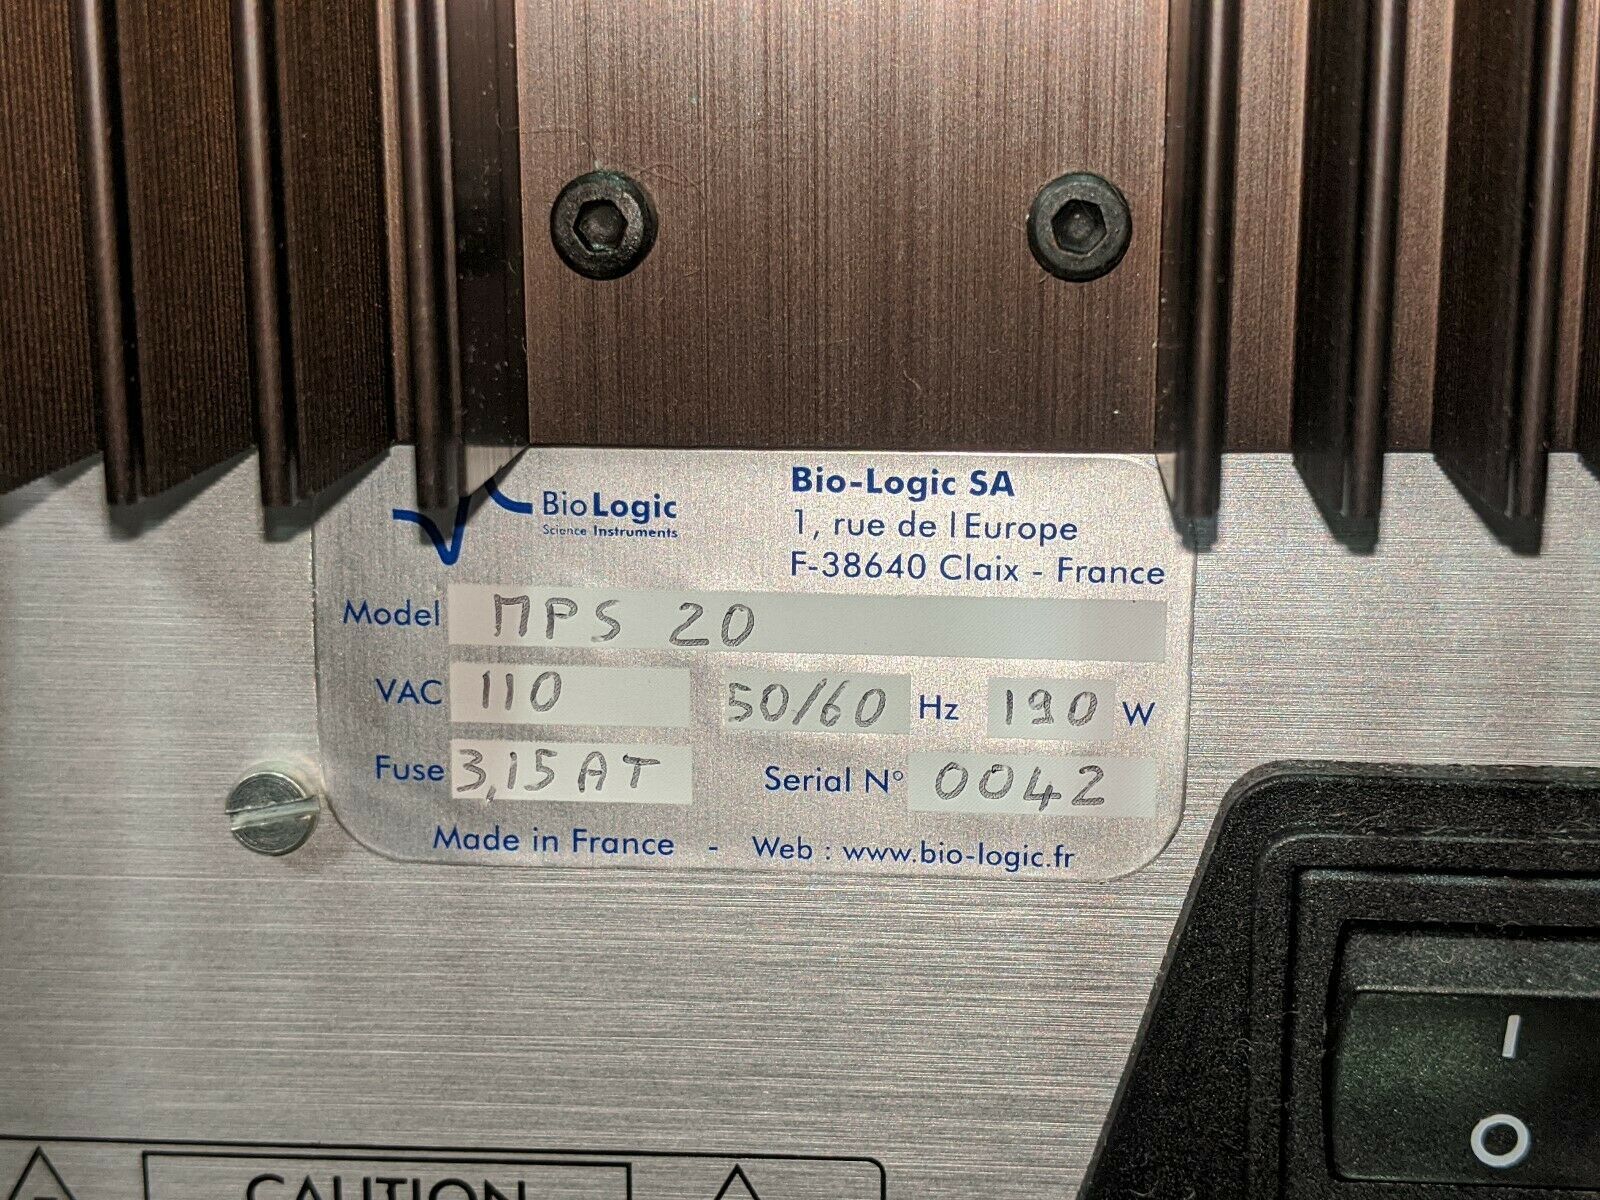 BioLogic
Science Instruments
Bio-Logic SA
1, rue de l Europe
F-38640 Claix - France
Model MPS 20
VAC 110 50/60 Hz 190 W
Fuse 3,15 AT Serial N° 0042
Made in France - Web : www.bio-logic.fr
I
O
CAUTION